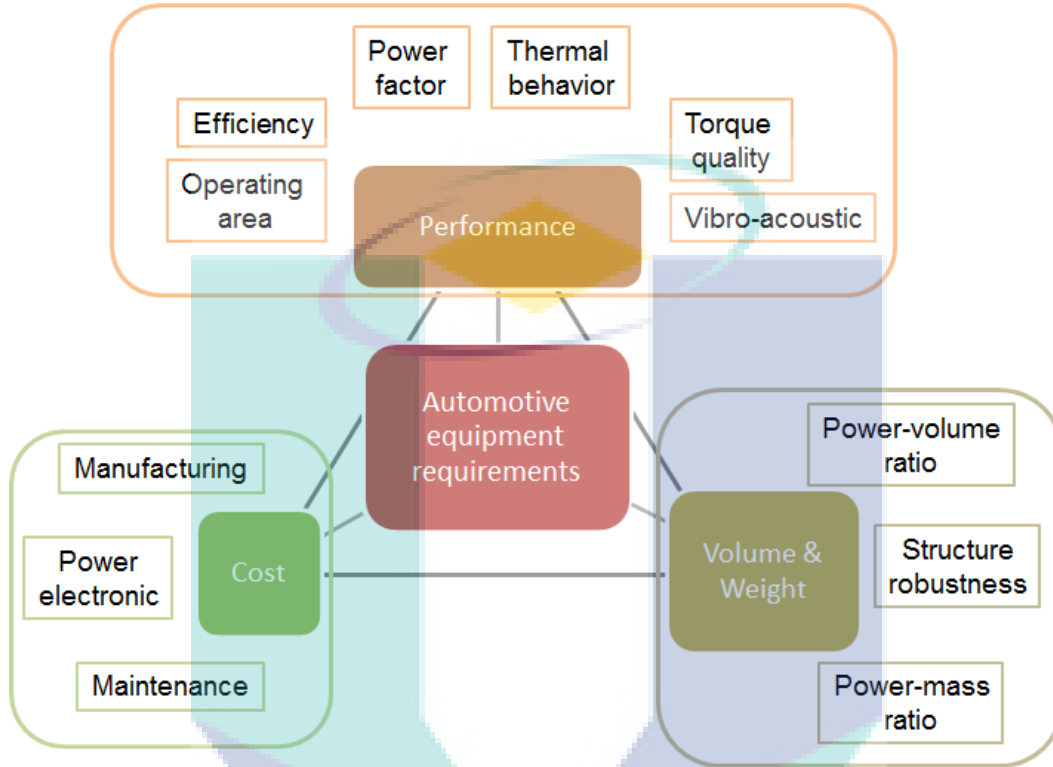 Power
factor
Thermal
behavior
Efficiency
Torque
quality
Operating
area
Performance
Vibro-acoustic
Automotive
equipment
requirements
Manufacturing
Power
electronic
Cost
Maintenance
Volume &
Weight
Power-volume
ratio
Structure
robustness
Power-mass
ratio